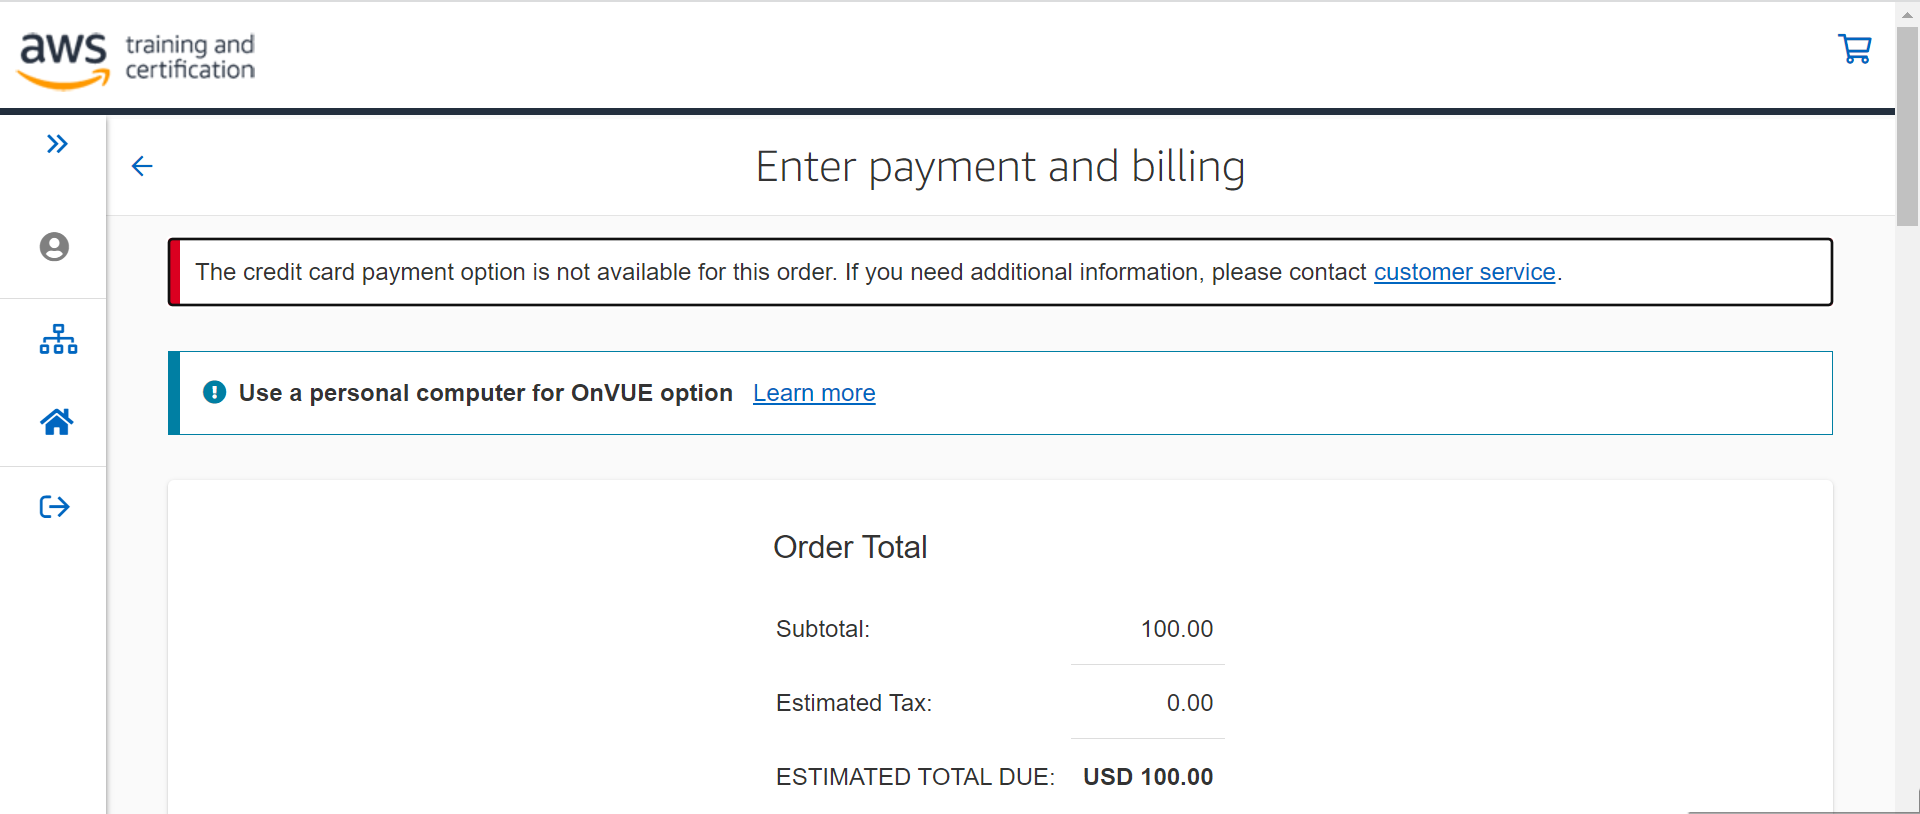 aws training and
certification
Enter payment and billing
The credit card payment option is not available for this order. If you need additional information, please contact customer service.
Use a personal computer for OnVUE option Learn more
Order Total
Subtotal: 100.00
Estimated Tax: 0.00
ESTIMATED TOTAL DUE: USD 100.00